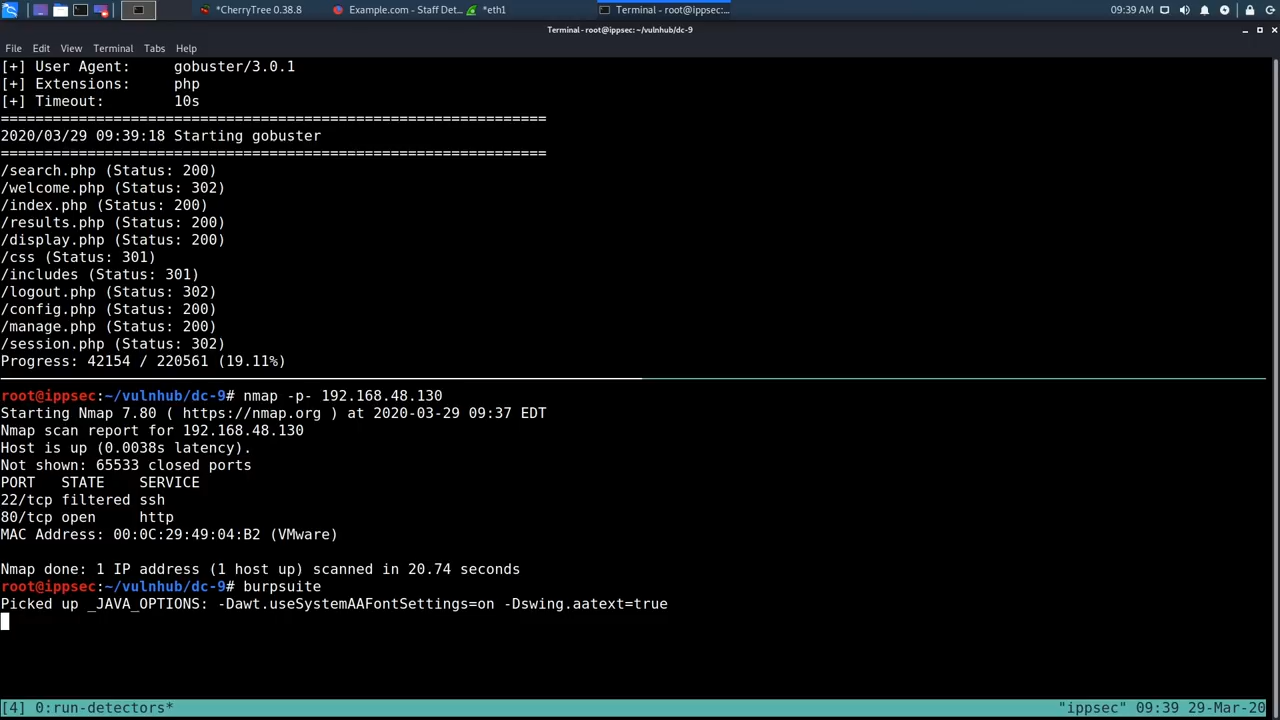 *CherryTree 0.38.8
Example.com - Staff Det...
*eth1
Terminal - root@ippsec:...
09:39 AM
Terminal - root@ippsec: ~/vulnhub/dc-9
File Edit View Terminal Tabs Help
[+] User Agent:     gobuster/3.0.1
[+] Extensions:     php
[+] Timeout:        10s
===============================================================
2020/03/29 09:39:18 Starting gobuster
===============================================================
/search.php (Status: 200)
/welcome.php (Status: 302)
/index.php (Status: 200)
/results.php (Status: 200)
/display.php (Status: 200)
/css (Status: 301)
/includes (Status: 301)
/logout.php (Status: 302)
/config.php (Status: 200)
/manage.php (Status: 200)
/session.php (Status: 302)
Progress: 42154 / 220561 (19.11%)
root@ippsec:~/vulnhub/dc-9# nmap -p- 192.168.48.130
Starting Nmap 7.80 ( https://nmap.org ) at 2020-03-29 09:37 EDT
Nmap scan report for 192.168.48.130
Host is up (0.0038s latency).
Not shown: 65533 closed ports
PORT   STATE    SERVICE
22/tcp filtered ssh
80/tcp open     http
MAC Address: 00:0C:29:49:04:B2 (VMware)
Nmap done: 1 IP address (1 host up) scanned in 20.74 seconds
root@ippsec:~/vulnhub/dc-9# burpsuite
Picked up _JAVA_OPTIONS: -Dawt.useSystemAAFontSettings=on -Dswing.aatext=true
[4] 0:run-detectors*
"ippsec" 09:39 29-Mar-20